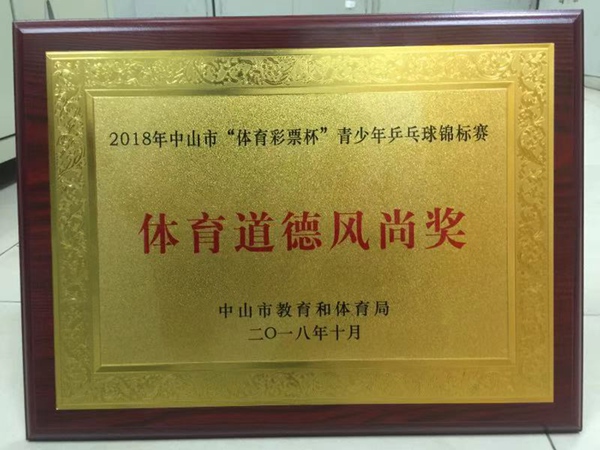 2018年中山市“体育彩票杯”青少年乒乓球锦标赛
体育道德风尚奖
中山市教育和体育局
二〇一八年十月